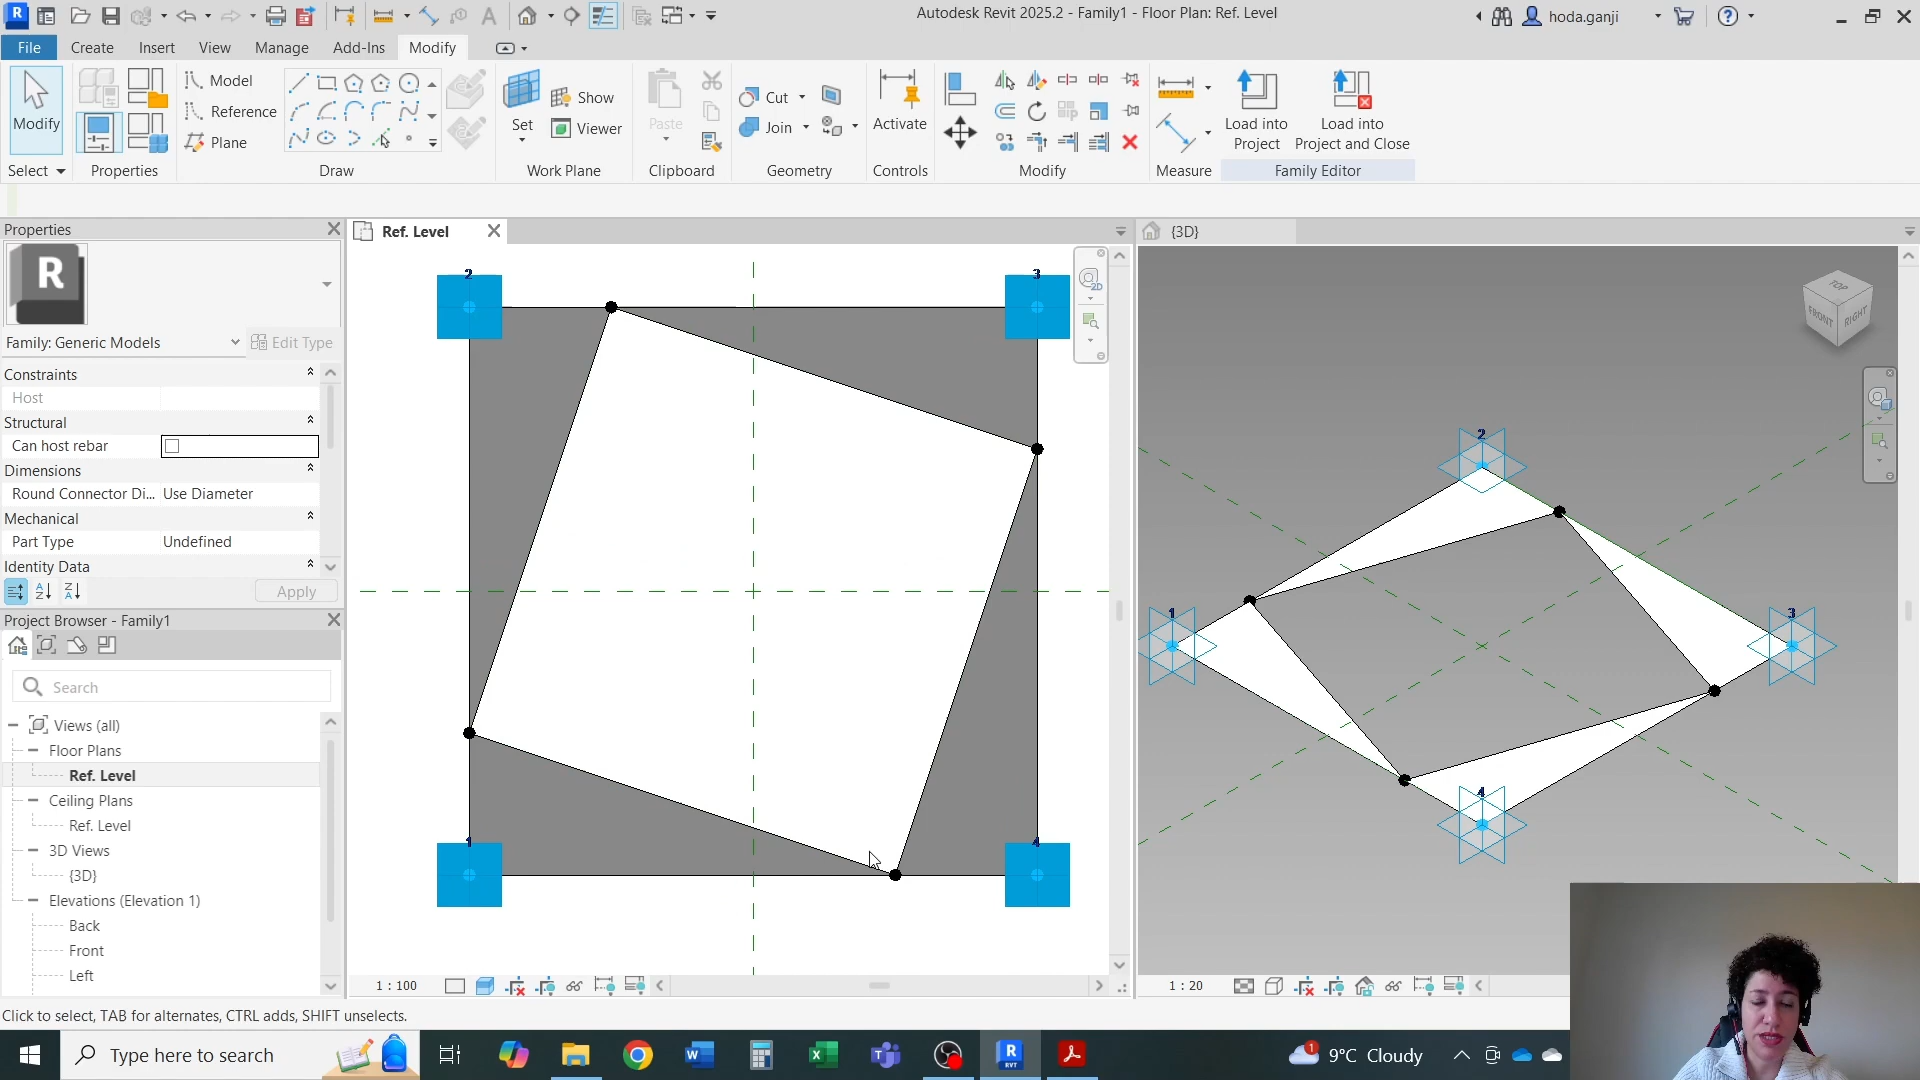 Autodesk Revit 2025.2 - Family1 - Floor Plan: Ref. Level
hoda.ganji
File Create Insert View Manage Add-Ins Modify
Modify
Model
Reference
Plane
Set
Show
Viewer
Paste
Cut
Join
Activate
Load into
Project
Load into
Project and Close
Select Properties Draw Work Plane Clipboard Geometry Controls Modify Measure Family Editor
Properties
R
Family: Generic Models
Edit Type
Constraints
Host
Structural
Can host rebar
Dimensions
Round Connector Di... Use Diameter
Mechanical
Part Type Undefined
Identity Data
Apply
Project Browser - Family1
Search
Views (all)
Floor Plans
Ref. Level
Ceiling Plans
Ref. Level
3D Views
{3D}
Elevations (Elevation 1)
Back
Front
Left
Ref. Level
2 3
1 4
2D
1 : 100
{3D}
TOP
FRONT RIGHT
2
1 3
4
1 : 20
Click to select, TAB for alternates, CTRL adds, SHIFT unselects.
Type here to search
9°C Cloudy